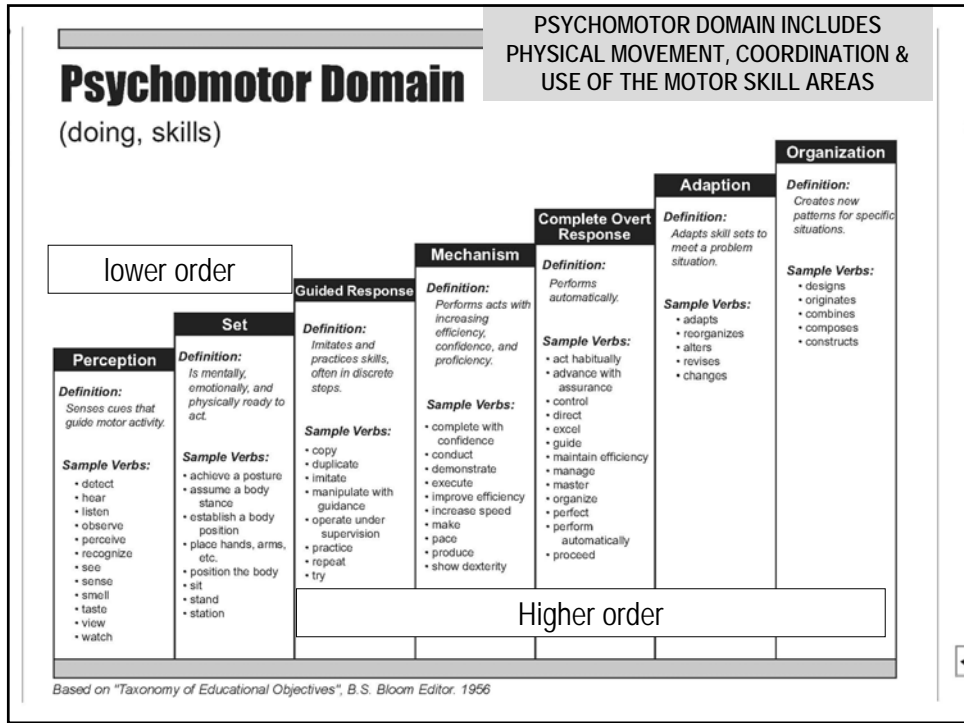 PSYCHOMOTOR DOMAIN INCLUDES
PHYSICAL MOVEMENT, COORDINATION &
USE OF THE MOTOR SKILL AREAS
Psychomotor Domain
(doing, skills)
lower order
Perception
Definition:
Senses cues that
guide motor activity.
Sample Verbs:
• detect
• hear
• listen
• observe
• perceive
• recognize
• see
• sense
• smell
• taste
• view
• watch
Set
Definition:
Is mentally,
emotionally, and
physically ready to
act.
Sample Verbs:
• achieve a posture
• assume a body
stance
• establish a body
position
• place hands, arms,
etc.
• position the body
• sit
• stand
• station
Guided Response
Definition:
Imitates and
practices skills,
often in discrete
steps.
Sample Verbs:
• copy
• duplicate
• imitate
• manipulate with
guidance
• operate under
supervision
• practice
• repeat
• try
Mechanism
Definition:
Performs acts with
increasing
efficiency,
confidence, and
proficiency.
Sample Verbs:
• complete with
confidence
• conduct
• demonstrate
• execute
• improve efficiency
• increase speed
• make
• pace
• produce
• show dexterity
Complete Overt
Response
Definition:
Performs
automatically.
Sample Verbs:
• act habitually
• advance with
assurance
• control
• direct
• excel
• guide
• maintain efficiency
• manage
• master
• organize
• perfect
• perform
automatically
• proceed
Adaption
Definition:
Adapts skill sets to
meet a problem
situation.
Sample Verbs:
• adapts
• reorganizes
• alters
• revises
• changes
Organization
Definition:
Creates new
patterns for specific
situations.
Sample Verbs:
• designs
• originates
• combines
• composes
• constructs
Higher order
Based on "Taxonomy of Educational Objectives", B.S. Bloom Editor. 1956